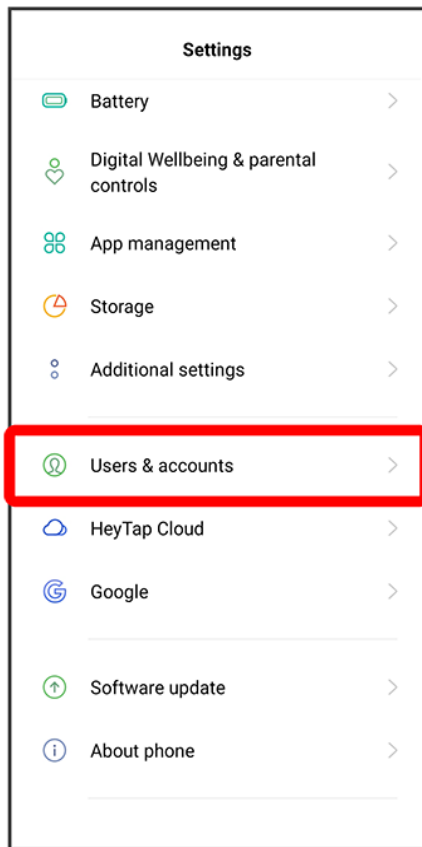 Settings
Battery
Digital Wellbeing & parental
controls
App management
Storage
Additional settings
Users & accounts
HeyTap Cloud
Google
Software update
About phone